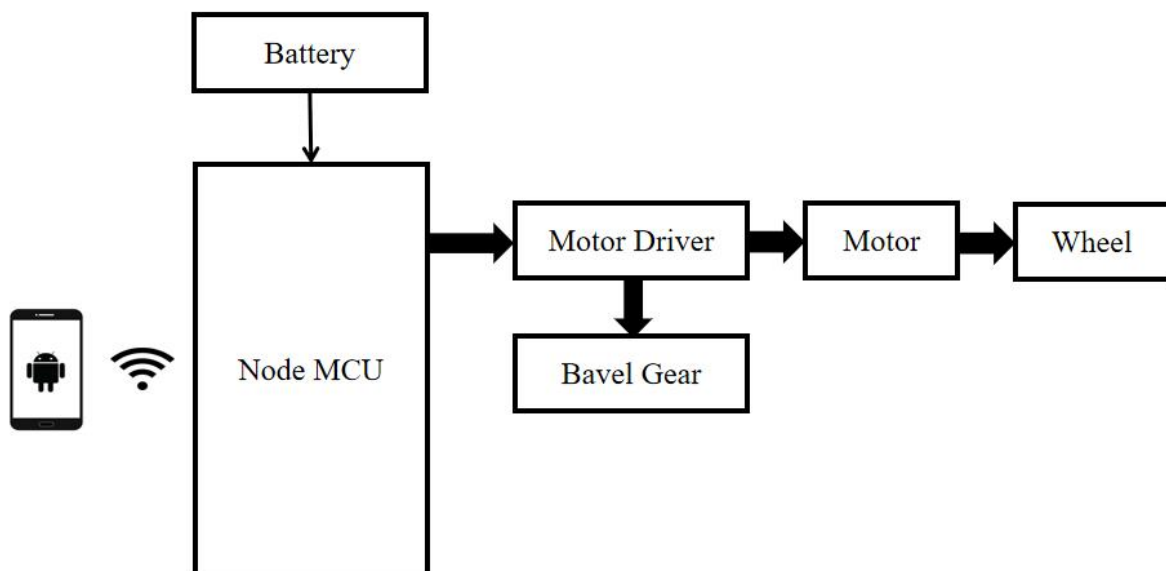 Battery
Motor Driver
Motor
Wheel
Node MCU
Bavel Gear